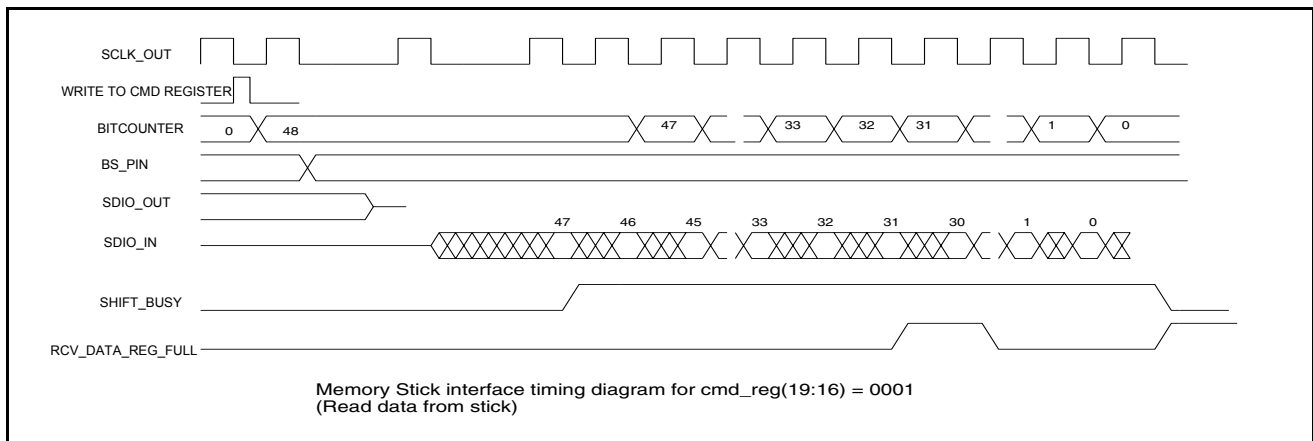 SCLK_OUT
WRITE TO CMD REGISTER
BITCOUNTER 0 48 47 33 32 31 1 0
BS_PIN
SDIO_OUT
47 46 45 33 32 31 30 1 0
SDIO_IN
SHIFT_BUSY
RCV_DATA_REG_FULL
Memory Stick interface timing diagram for cmd_reg(19:16) = 0001
(Read data from stick)